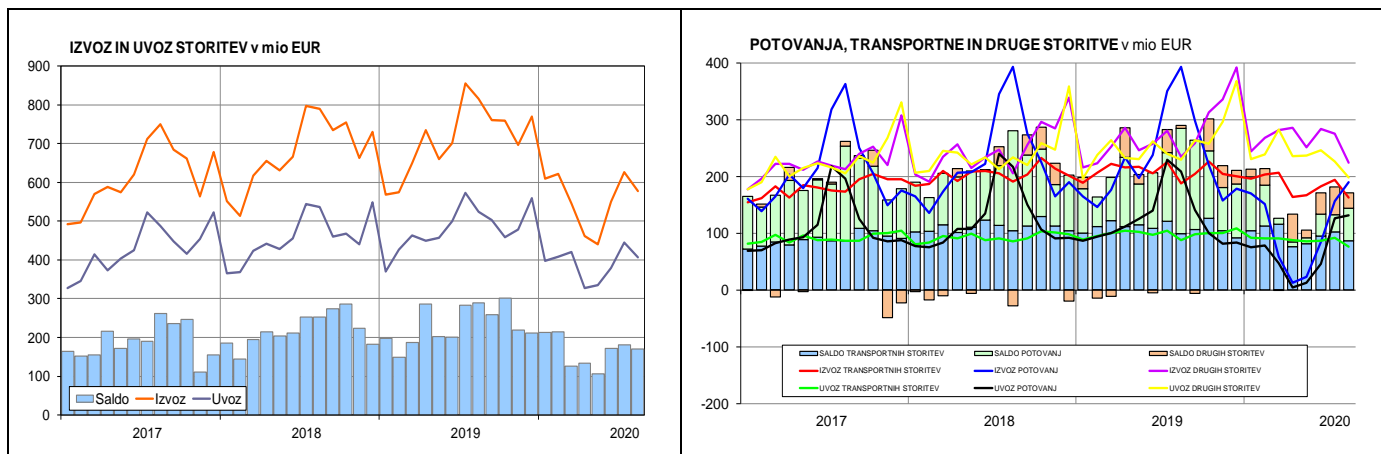 IZVOZ IN UVOZ STORITEV v mio EUR
900
800
700
600
500
400
300
200
100
0
Saldo Izvoz Uvoz
2017 2018 2019 2020
POTOVANJA, TRANSPORTNE IN DRUGE STORITVE v mio EUR
400
300
200
100
0
-100
-200
SALDO TRANSPORTNIH STORITEV SALDO POTOVANJ SALDO DRUGIH STORITEV
IZVOZ TRANSPORTNIH STORITEV IZVOZ POTOVANJ IZVOZ DRUGIH STORITEV
UVOZ TRANSPORTNIH STORITEV UVOZ POTOVANJ UVOZ DRUGIH STORITEV
2017 2018 2019 2020